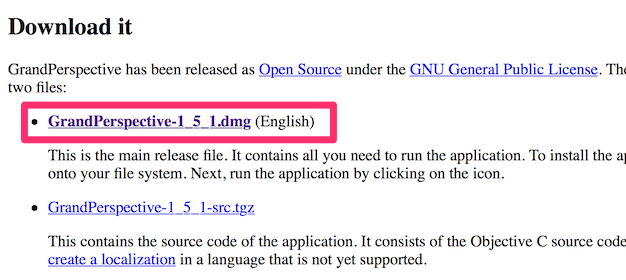 Download it
GrandPerspective has been released as Open Source under the GNU General Public License. The
two files:
GrandPerspective-1_5_1.dmg (English)
This is the main release file. It contains all you need to run the application. To install the
onto your file system. Next, run the application by clicking on the icon.
GrandPerspective-1_5_1-src.tgz
This contains the source code of the application. It consists of the Objective C source code
create a localization in a language that is not yet supported.